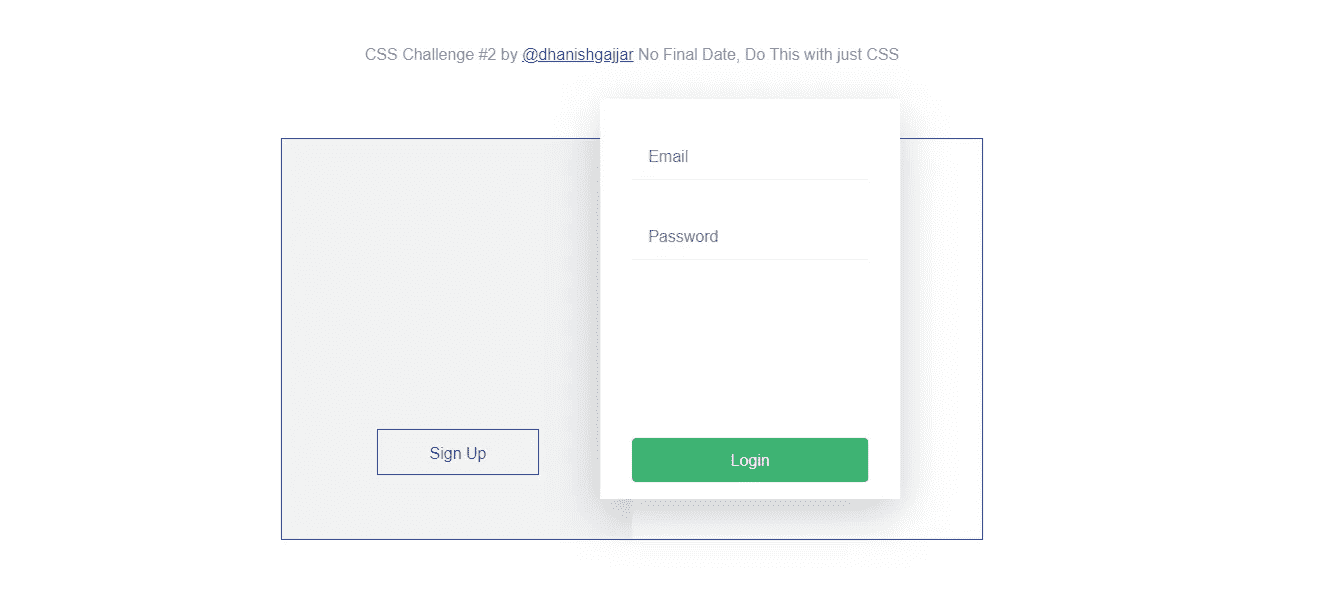 CSS Challenge #2 by @dhanishgajjar No Final Date, Do This with just CSS
Email
Password
Sign Up
Login